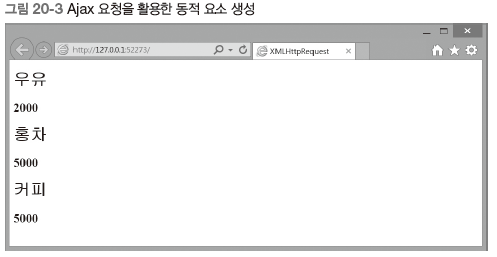 그림 20-3 Ajax 요청을 활용한 동적 요소 생성
http://127.0.0.1:52273/
XMLHttpRequest
우유
2000
홍차
5000
커피
5000